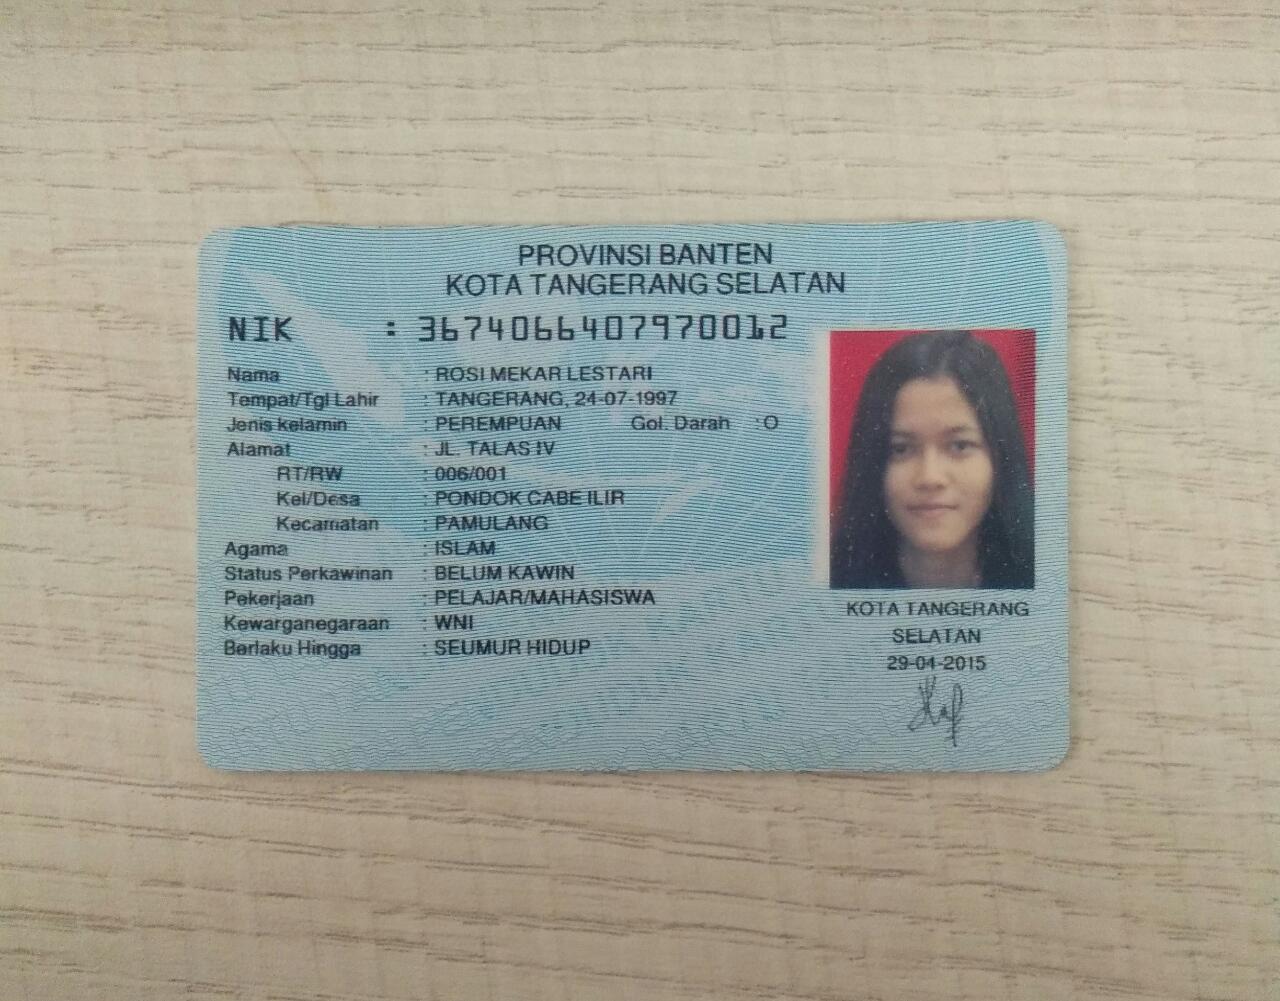 PROVINSI BANTEN
KOTA TANGERANG SELATAN
NIK : 3674066407970012
Nama : ROSI MEKAR LESTARI
Tempat/Tgl Lahir : TANGERANG, 24-07-1997
Jenis kelamin : PEREMPUAN Gol. Darah : O
Alamat : JL. TALAS IV
RT/RW : 006/001
Kel/Desa : PONDOK CABE ILIR
Kecamatan : PAMULANG
Agama : ISLAM
Status Perkawinan : BELUM KAWIN
Pekerjaan : PELAJAR/MAHASISWA
Kewarganegaraan : WNI
Berlaku Hingga : SEUMUR HIDUP
KOTA TANGERANG
SELATAN
29-04-2015